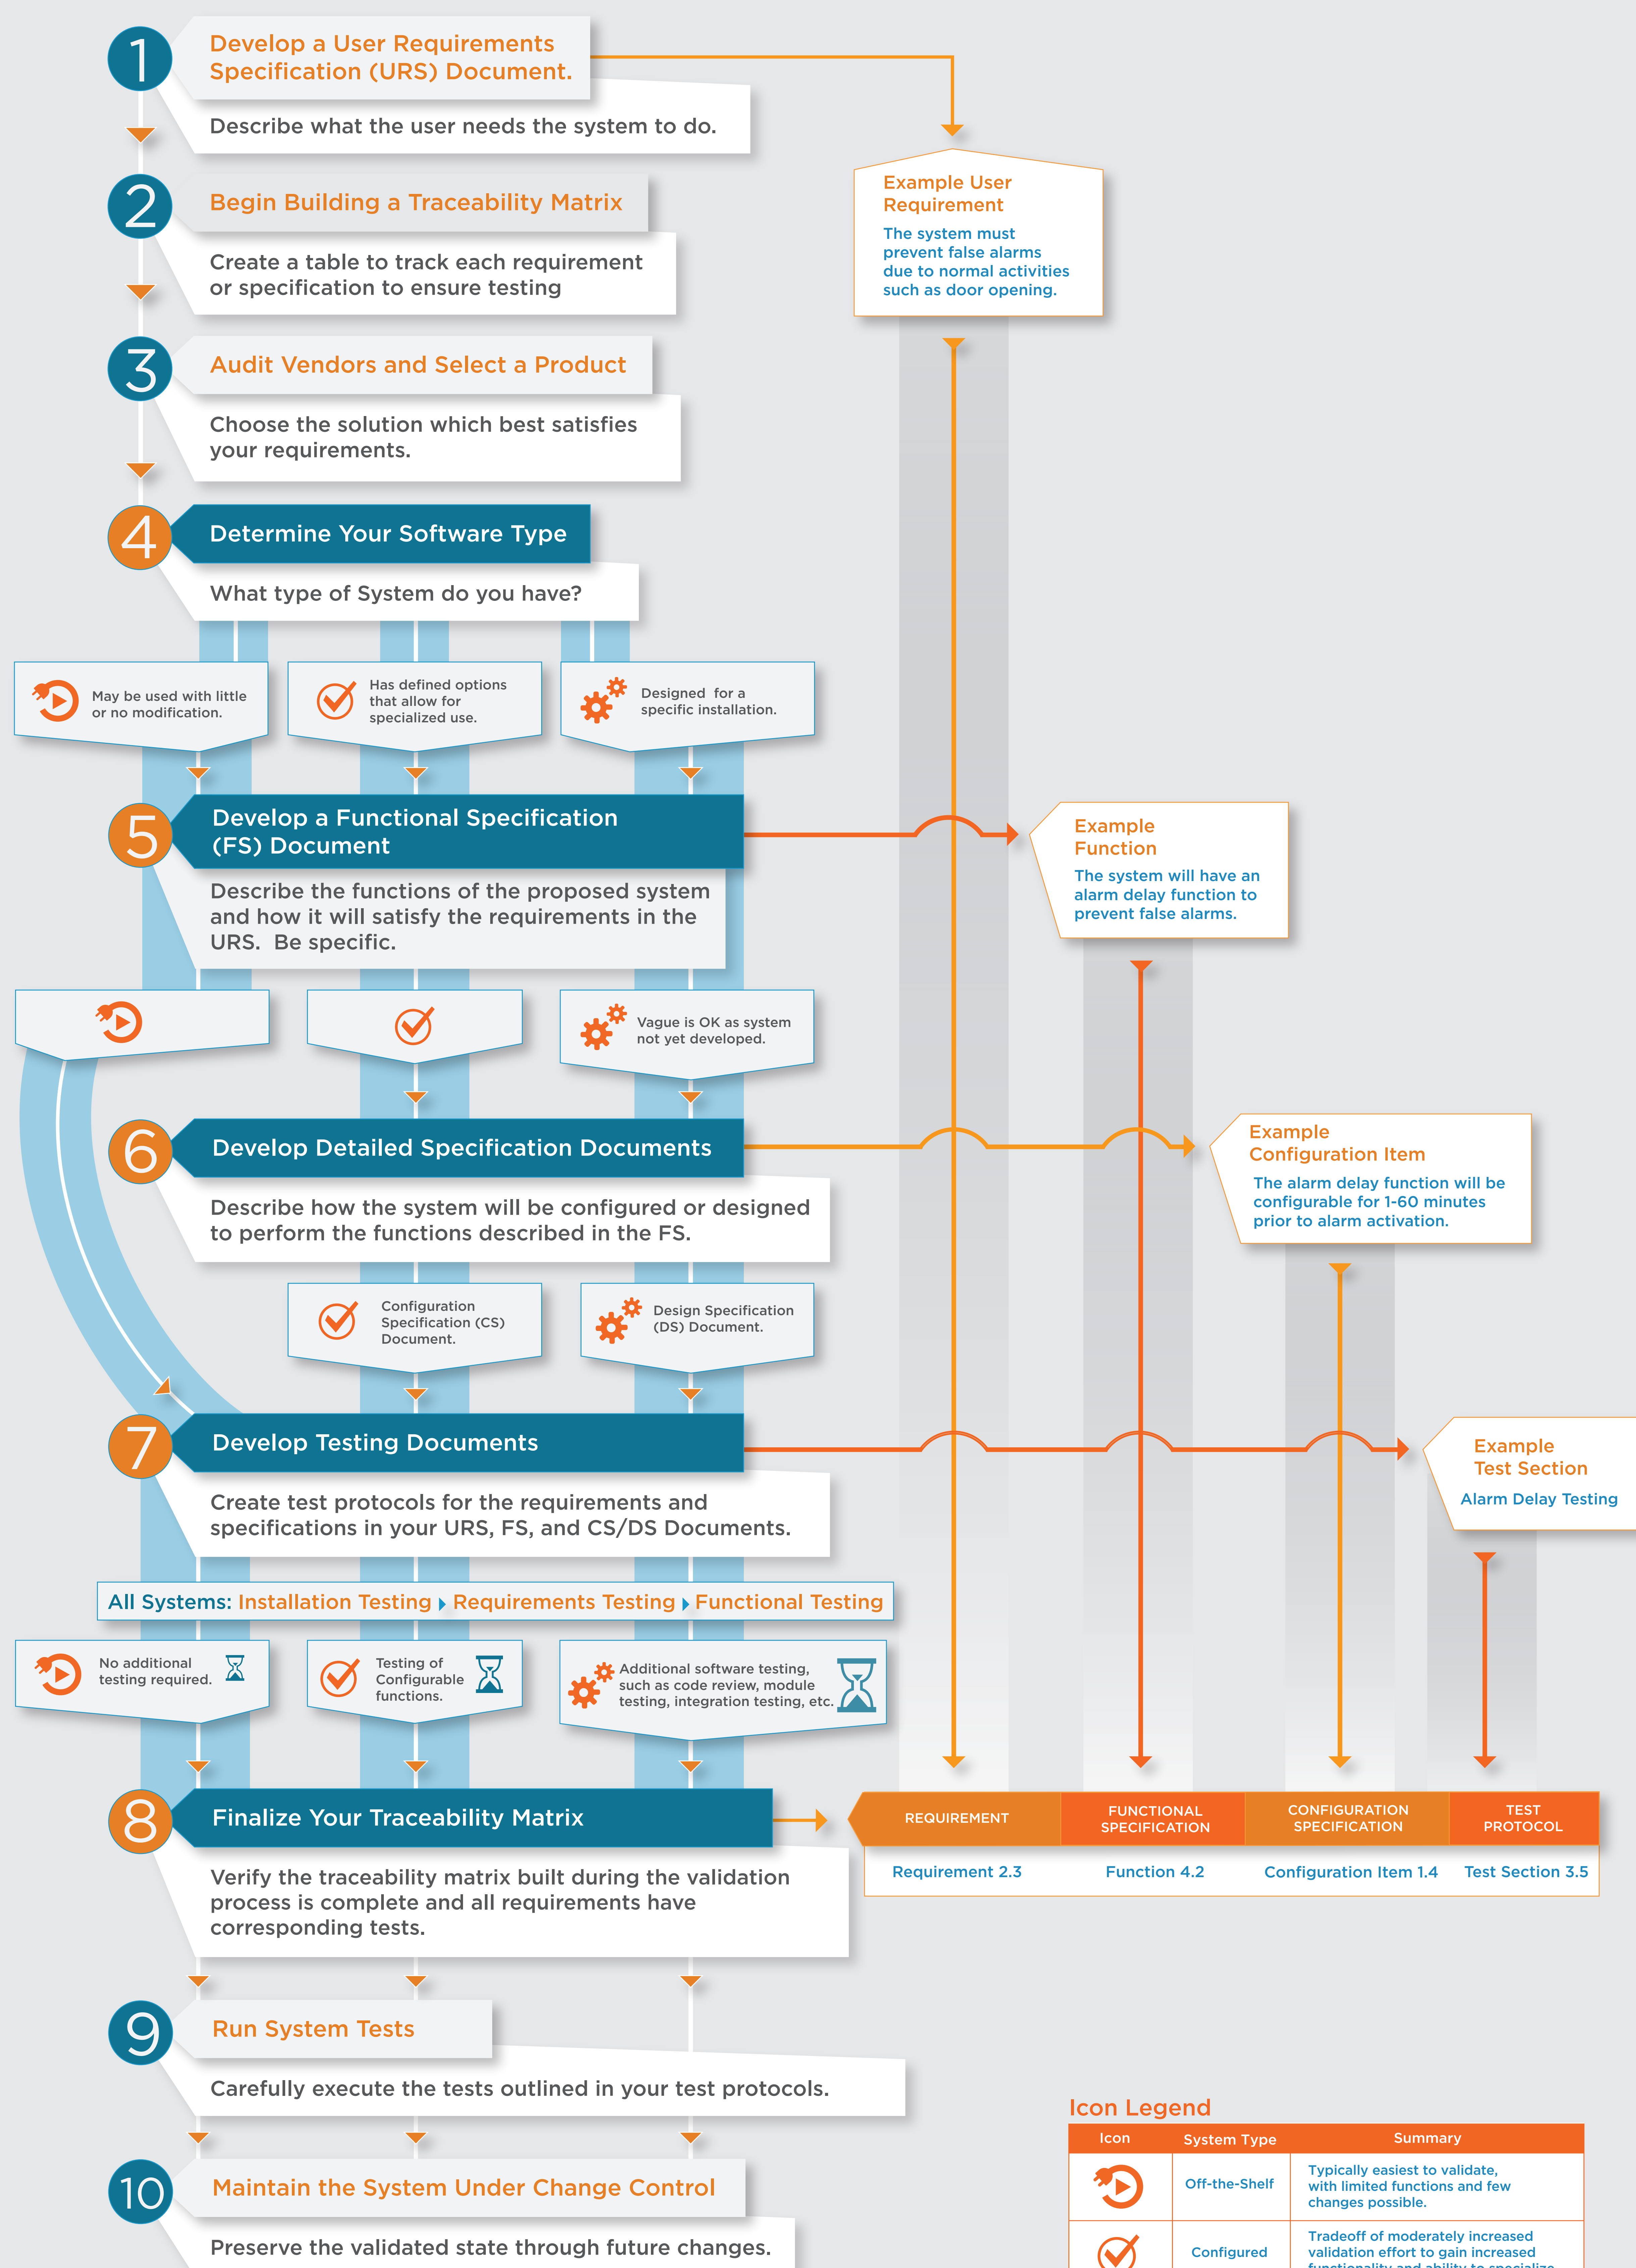 1
Develop a User Requirements
Specification (URS) Document.
Describe what the user needs the system to do.
Example User
Requirement
The system must
prevent false alarms
due to normal activities
such as door opening.
2
Begin Building a Traceability Matrix
Create a table to track each requirement
or specification to ensure testing
3
Audit Vendors and Select a Product
Choose the solution which best satisfies
your requirements.
4
Determine Your Software Type
What type of System do you have?
May be used with little
or no modification.
Has defined options
that allow for
specialized use.
Designed for a
specific installation.
5
Develop a Functional Specification
(FS) Document
Describe the functions of the proposed system
and how it will satisfy the requirements in the
URS. Be specific.
Example
Function
The system will have an
alarm delay function to
prevent false alarms.
Vague is OK as system
not yet developed.
6
Develop Detailed Specification Documents
Describe how the system will be configured or designed
to perform the functions described in the FS.
Example
Configuration Item
The alarm delay function will be
configurable for 1-60 minutes
prior to alarm activation.
Configuration
Specification (CS)
Document.
Design Specification
(DS) Document.
7
Develop Testing Documents
Create test protocols for the requirements and
specifications in your URS, FS, and CS/DS Documents.
Example
Test Section
Alarm Delay Testing
All Systems: Installation Testing Requirements Testing Functional Testing
No additional
testing required.
Testing of
Configurable
functions.
Additional software testing,
such as code review, module
testing, integration testing, etc.
8
Finalize Your Traceability Matrix
Verify the traceability matrix built during the validation
process is complete and all requirements have
corresponding tests.
REQUIREMENT
FUNCTIONAL
SPECIFICATION
CONFIGURATION
SPECIFICATION
TEST
PROTOCOL
Requirement 2.3
Function 4.2
Configuration Item 1.4
Test Section 3.5
9
Run System Tests
Carefully execute the tests outlined in your test protocols.
10
Maintain the System Under Change Control
Preserve the validated state through future changes.
Icon Legend
Icon
System Type
Summary
Off-the-Shelf
Typically easiest to validate,
with limited functions and few
changes possible.
Configured
Tradeoff of moderately increased
validation effort to gain increased
functionality and ability to specialize